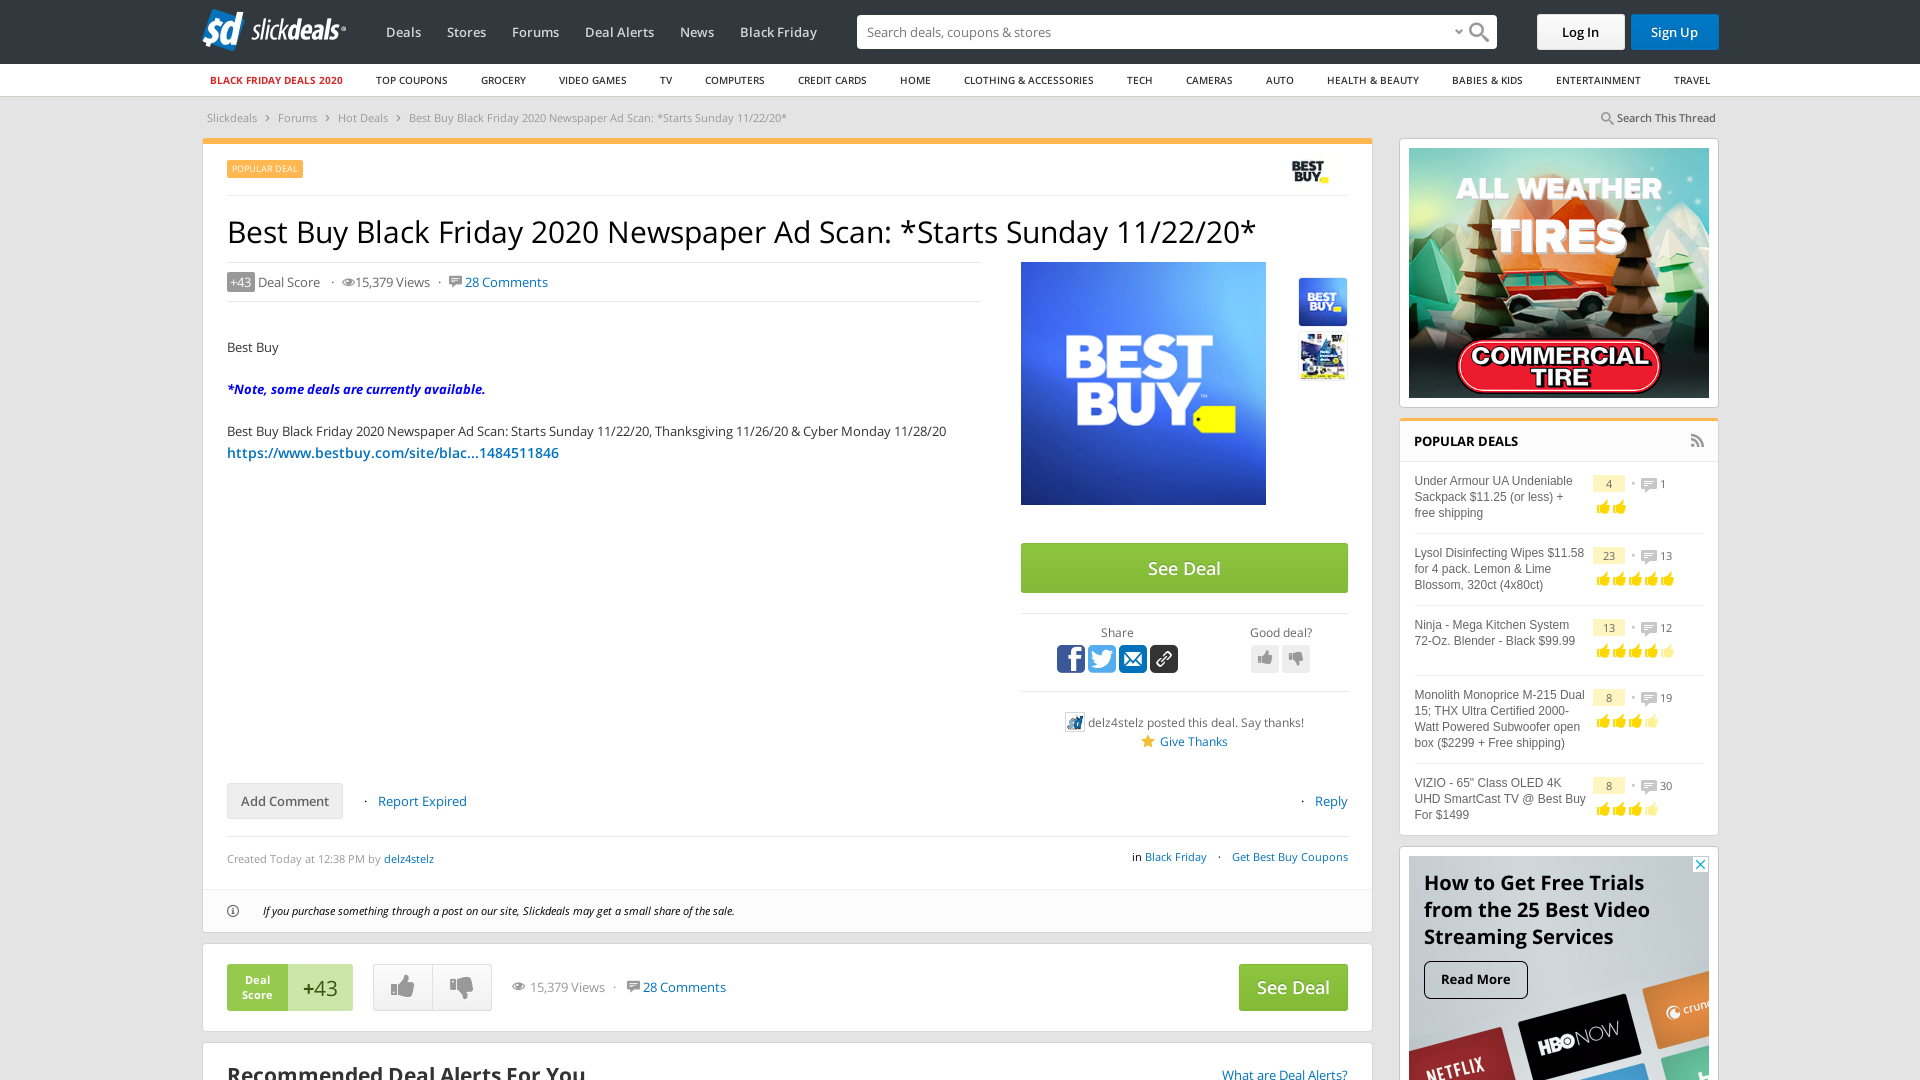 $d slickdeals
Deals
Stores
Forums
Deal Alerts
News
Black Friday
Search deals, coupons & stores
Log In
Sign Up
BLACK FRIDAY DEALS 2020
TOP COUPONS
GROCERY
VIDEO GAMES
TV
COMPUTERS
CREDIT CARDS
HOME
CLOTHING & ACCESSORIES
TECH
CAMERAS
AUTO
HEALTH & BEAUTY
BABIES & KIDS
ENTERTAINMENT
TRAVEL
Slickdeals > Forums > Hot Deals > Best Buy Black Friday 2020 Newspaper Ad Scan: *Starts Sunday 11/22/20*
Search This Thread
POPULAR DEAL
BEST
BUY
Best Buy Black Friday 2020 Newspaper Ad Scan: *Starts Sunday 11/22/20*
+43 Deal Score · 15,379 Views · 28 Comments
Best Buy
*Note, some deals are currently available.
Best Buy Black Friday 2020 Newspaper Ad Scan: Starts Sunday 11/22/20, Thanksgiving 11/26/20 & Cyber Monday 11/28/20
https://www.bestbuy.com/site/blac...1484511846
BEST
BUY™
BEST
BUY
See Deal
Share
Good deal?
delz4stelz posted this deal. Say thanks!
Give Thanks
Add Comment
· Report Expired
· Reply
Created Today at 12:38 PM by delz4stelz
in Black Friday · Get Best Buy Coupons
If you purchase something through a post on our site, Slickdeals may get a small share of the sale.
Deal
Score
+43
15,379 Views · 28 Comments
See Deal
Recommended Deal Alerts For You
What are Deal Alerts?
ALL WEATHER
TIRES
COMMERCIAL
TIRE
POPULAR DEALS
Under Armour UA Undeniable
Sackpack $11.25 (or less) +
free shipping
4 • 1
Lysol Disinfecting Wipes $11.58
for 4 pack. Lemon & Lime
Blossom, 320ct (4x80ct)
23 • 13
Ninja - Mega Kitchen System
72-Oz. Blender - Black $99.99
13 • 12
Monolith Monoprice M-215 Dual
15; THX Ultra Certified 2000-
Watt Powered Subwoofer open
box ($2299 + Free shipping)
8 • 19
VIZIO - 65" Class OLED 4K
UHD SmartCast TV @ Best Buy
For $1499
8 • 30
How to Get Free Trials
from the 25 Best Video
Streaming Services
Read More
crunc
HBO NOW
NETFLIX